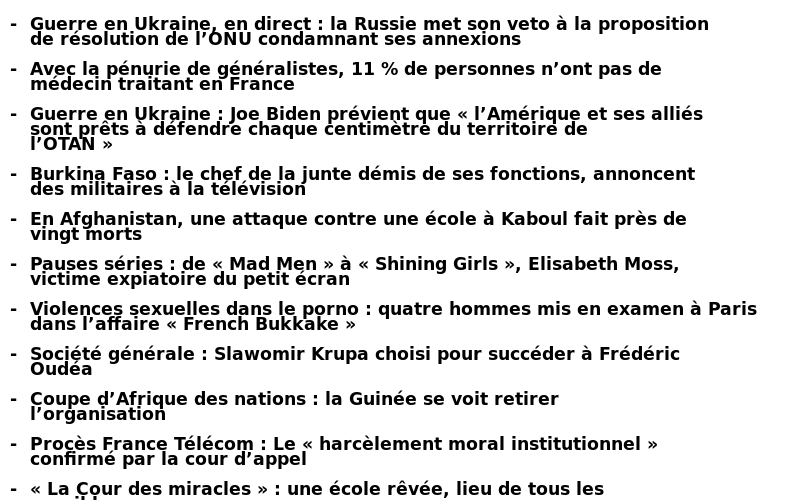 - Guerre en Ukraine, en direct : la Russie met son veto à la proposition
de résolution de l’ONU condamnant ses annexions
- Avec la pénurie de généralistes, 11 % de personnes n’ont pas de
médecin traitant en France
- Guerre en Ukraine : Joe Biden prévient que « l’Amérique et ses alliés
sont prêts à défendre chaque centimètre du territoire de
l’OTAN »
- Burkina Faso : le chef de la junte démis de ses fonctions, annoncent
des militaires à la télévision
- En Afghanistan, une attaque contre une école à Kaboul fait près de
vingt morts
- Pauses séries : de « Mad Men » à « Shining Girls », Elisabeth Moss,
victime expiatoire du petit écran
- Violences sexuelles dans le porno : quatre hommes mis en examen à Paris
dans l’affaire « French Bukkake »
- Société générale : Slawomir Krupa choisi pour succéder à Frédéric
Oudéa
- Coupe d’Afrique des nations : la Guinée se voit retirer
l’organisation
- Procès France Télécom : Le « harcèlement moral institutionnel »
confirmé par la cour d’appel
- « La Cour des miracles » : une école rêvée, lieu de tous les